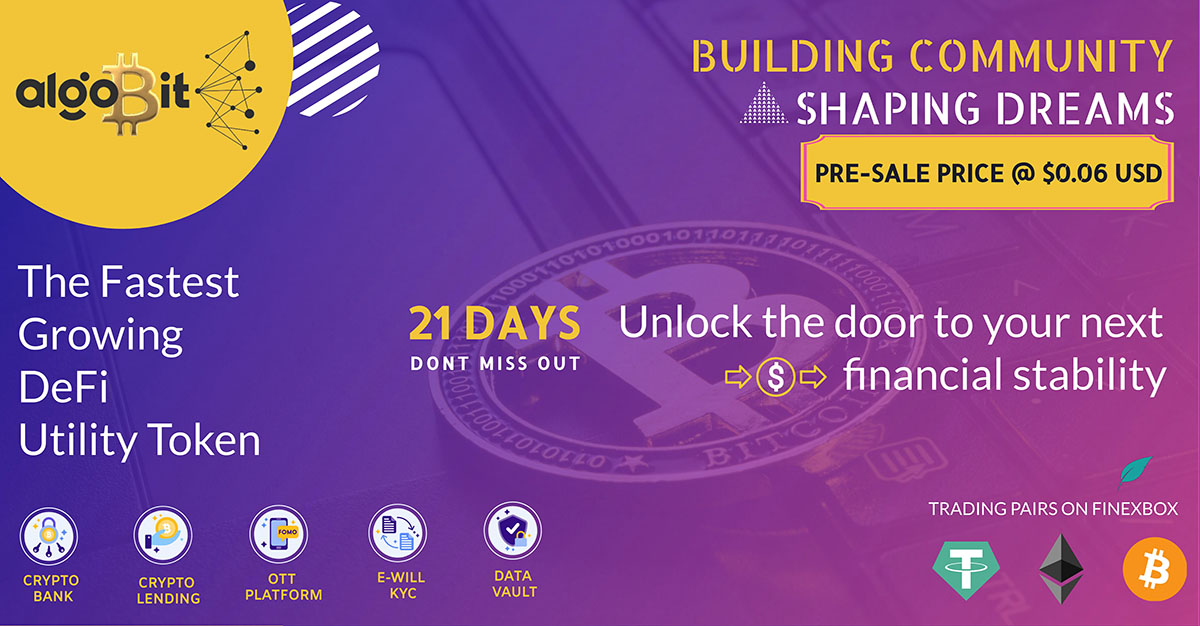 algoBit
BUILDING COMMUNITY
SHAPING DREAMS
PRE-SALE PRICE @ $0.06 USD
The Fastest
Growing
DeFi
Utility Token
21 DAYS
DONT MISS OUT
Unlock the door to your next
$ financial stability
BITCOIN
TRADING PAIRS ON FINEXBOX
FOMO
CRYPTO
BANK
CRYPTO
LENDING
OTT
PLATFORM
E-WILL
KYC
DATA
VAULT